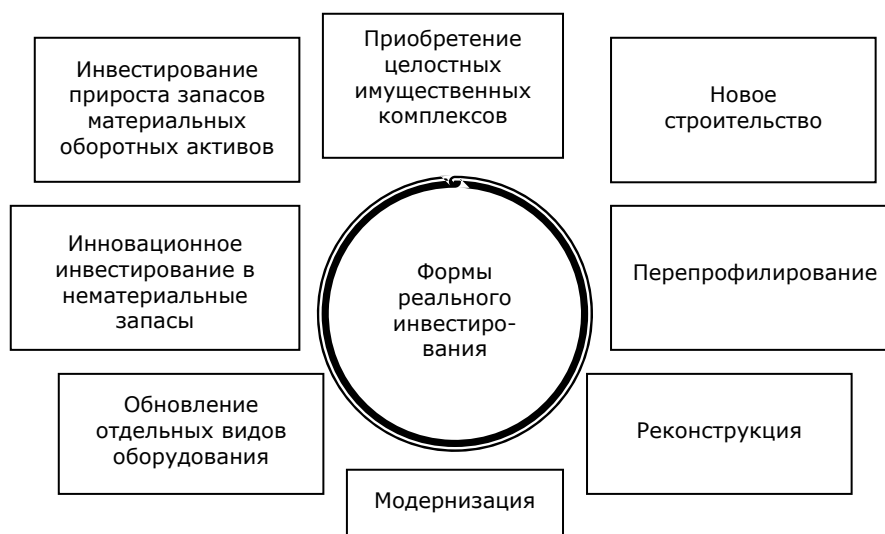 Инвестирование
прироста запасов
материальных
оборотных активов
Приобретение
целостных
имущественных
комплексов
Новое
строительство
Инновационное
инвестирование в
нематериальные
запасы
Формы
реального
инвестиро-
вания
Перепрофилирование
Обновление
отдельных видов
оборудования
Модернизация
Реконструкция